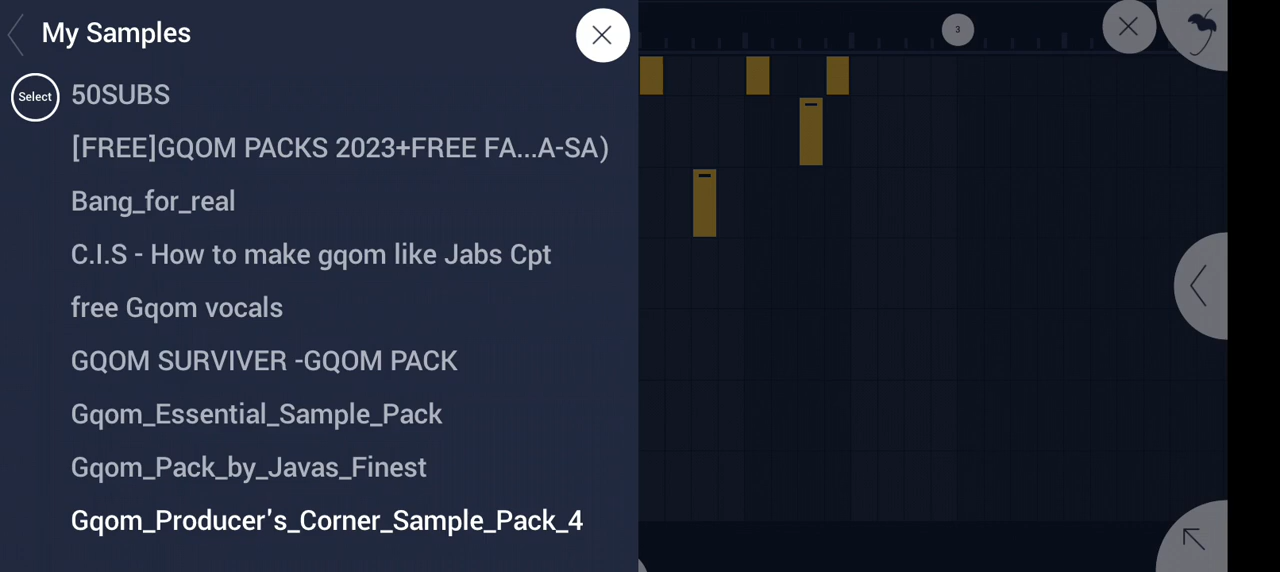 My Samples
3
Select
50SUBS
[FREE]GQOM PACKS 2023+FREE FA...A-SA)
Bang_for_real
C.I.S - How to make gqom like Jabs Cpt
free Gqom vocals
GQOM SURVIVER -GQOM PACK
Gqom_Essential_Sample_Pack
Gqom_Pack_by_Javas_Finest
Gqom_Producer's_Corner_Sample_Pack_4